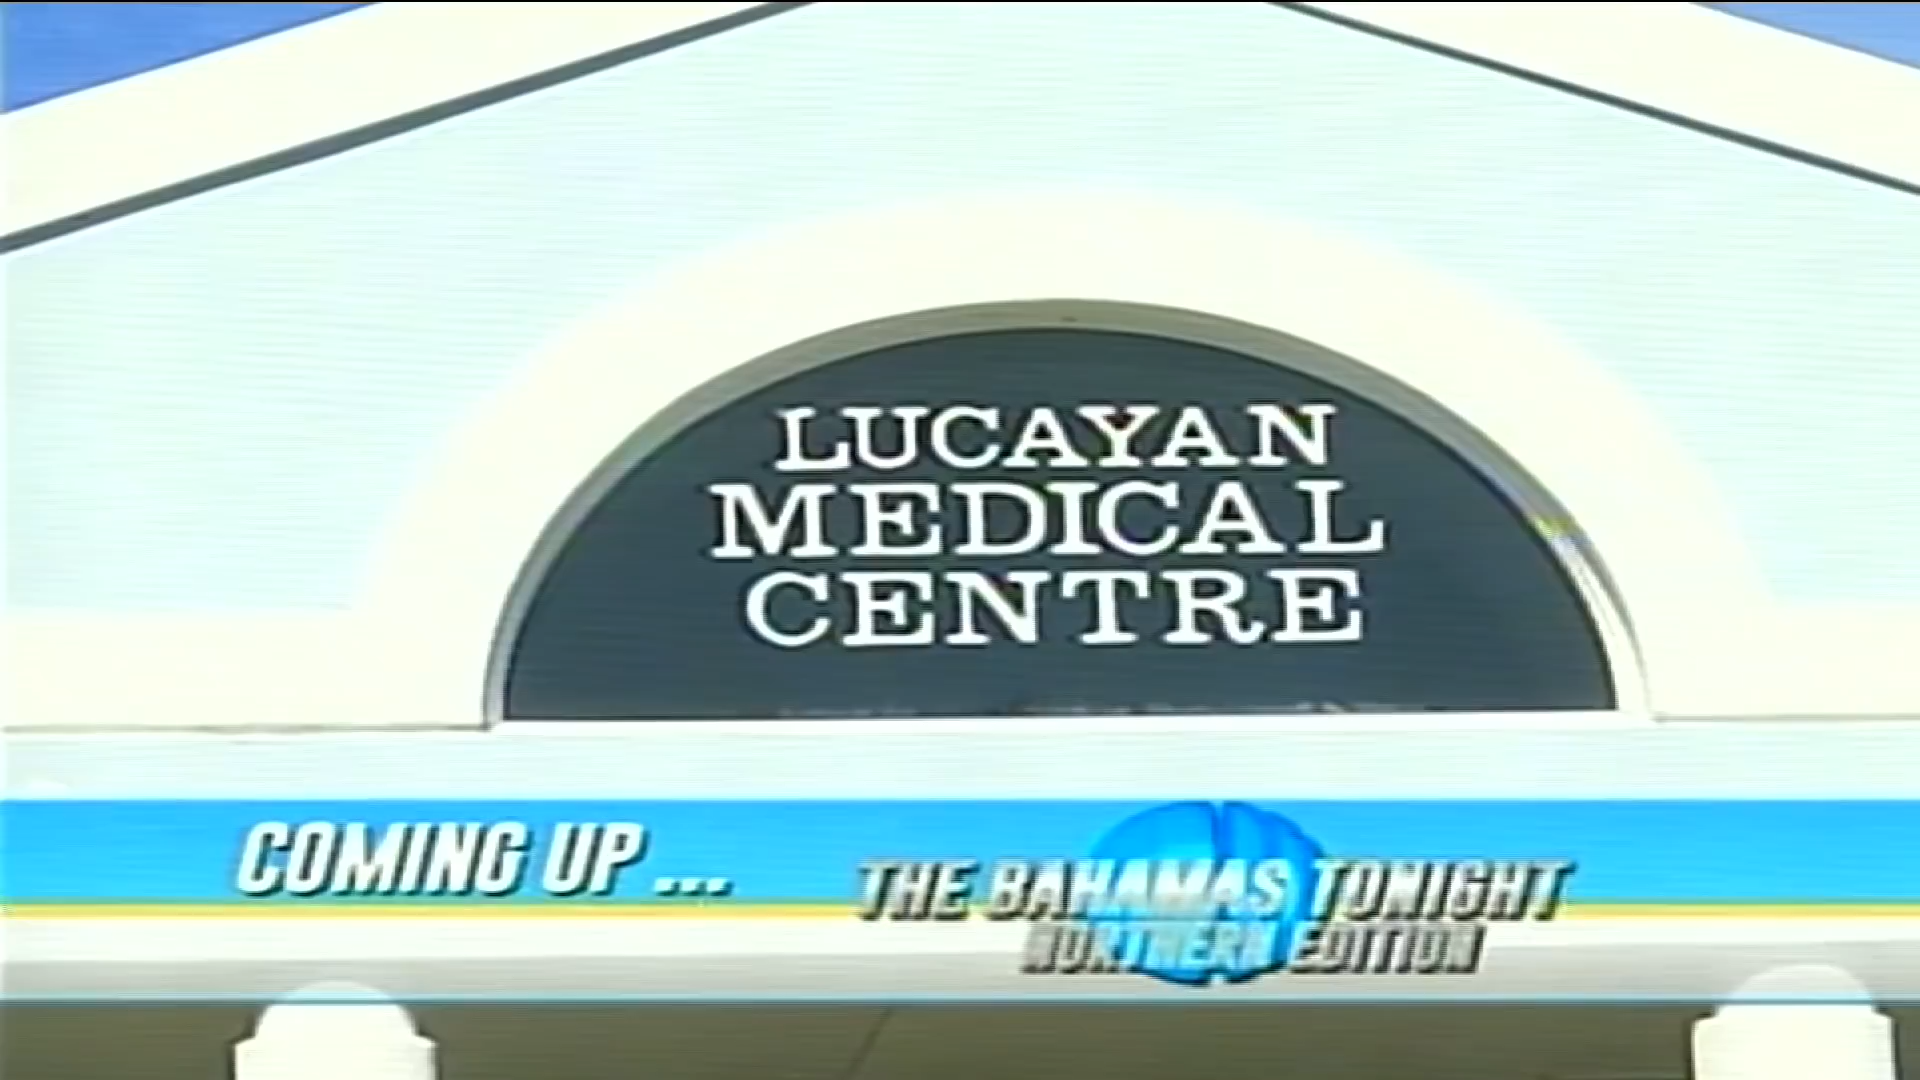 LUCAYAN
MEDICAL
CENTRE
COMING UP ...
THE BAHAMAS TONIGHT
NORTHERN EDITION